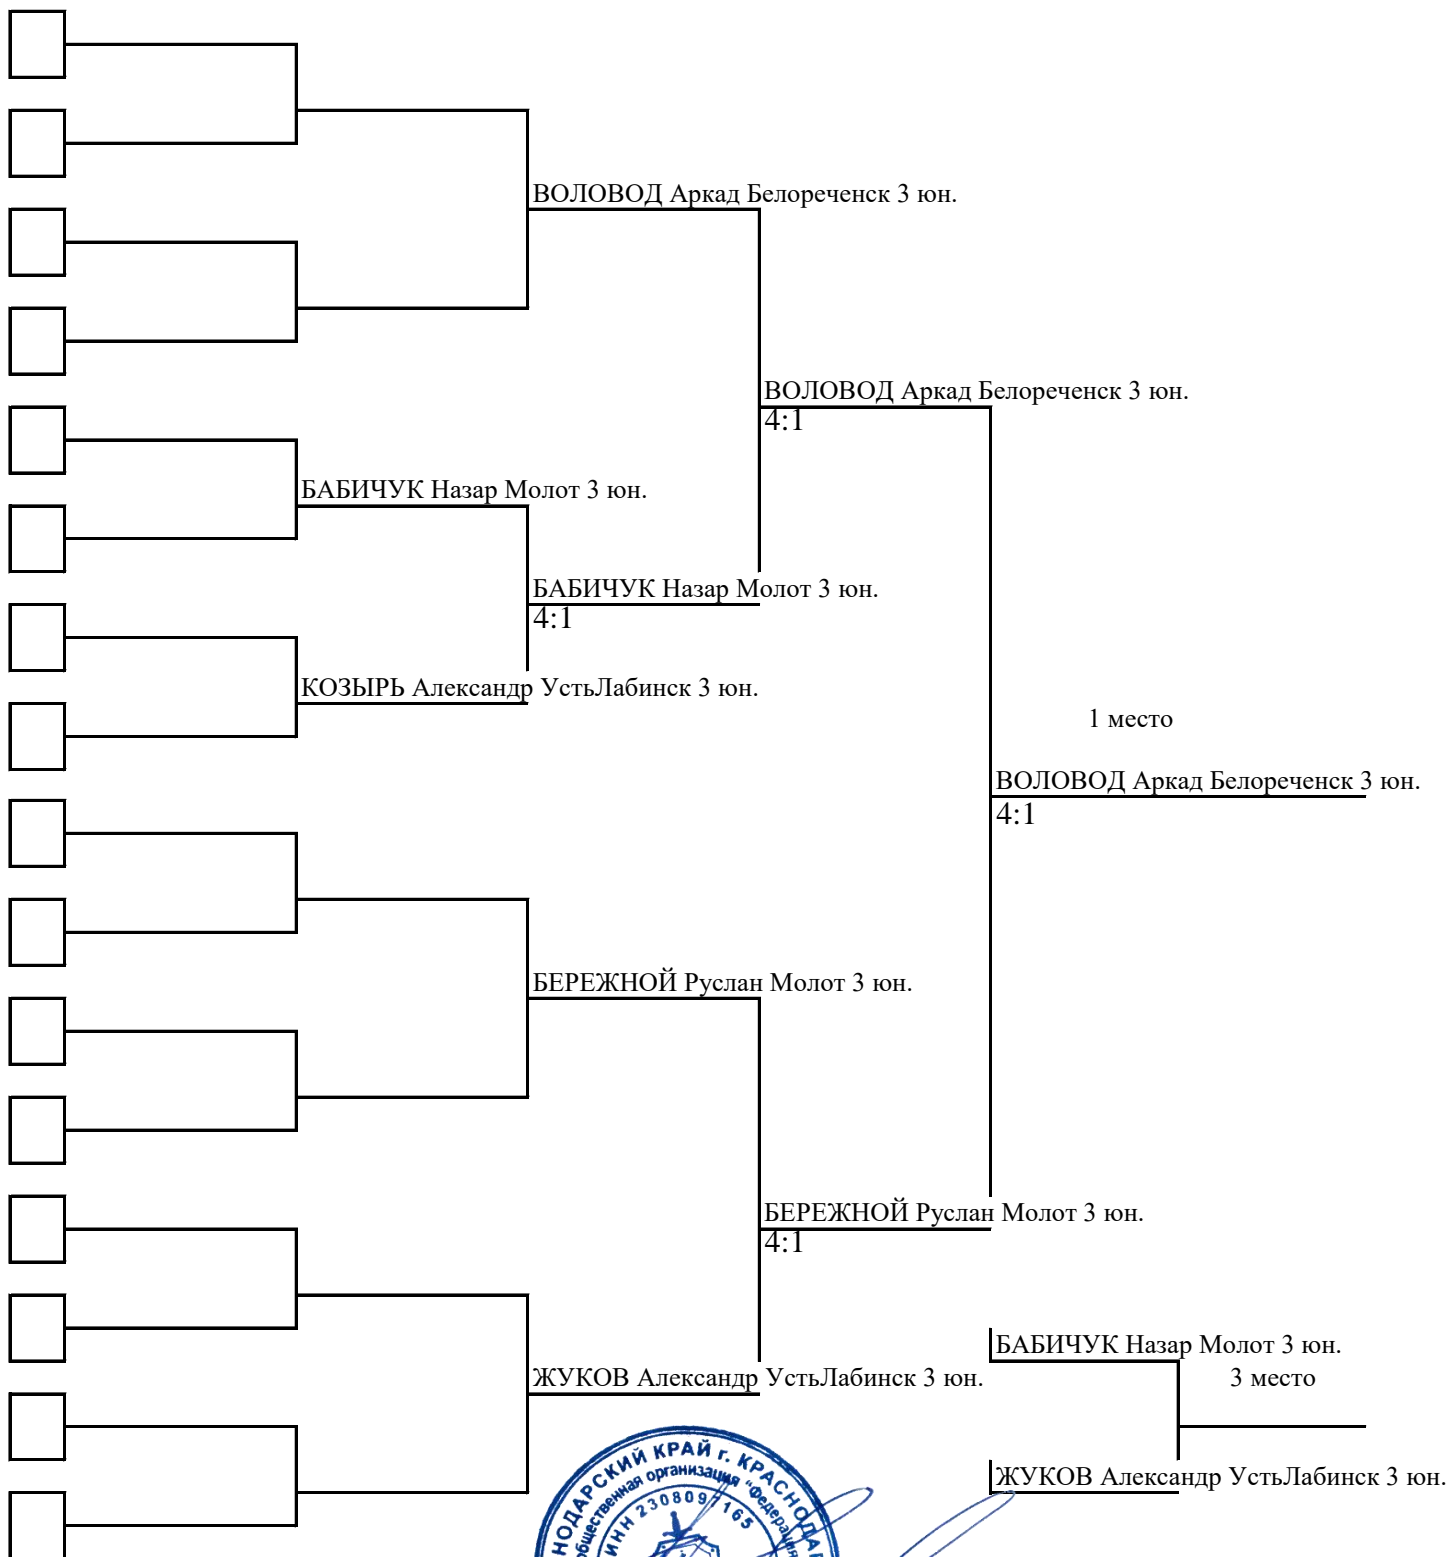 ВОЛОВОД Аркад Белореченск 3 юн.
ВОЛОВОД Аркад Белореченск 3 юн.
4:1
БАБИЧУК Назар Молот 3 юн.
БАБИЧУК Назар Молот 3 юн.
4:1
КОЗЫРЬ Александр УстьЛабинск 3 юн.
1 место
ВОЛОВОД Аркад Белореченск 3 юн.
4:1
БЕРЕЖНОЙ Руслан Молот 3 юн.
БЕРЕЖНОЙ Руслан Молот 3 юн.
4:1
БАБИЧУК Назар Молот 3 юн.
ЖУКОВ Александр УстьЛабинск 3 юн.
3 место
ЖУКОВ Александр УстьЛабинск 3 юн.
КРАЙ г.
общественная организация "Федерация
ИНН 2308097165